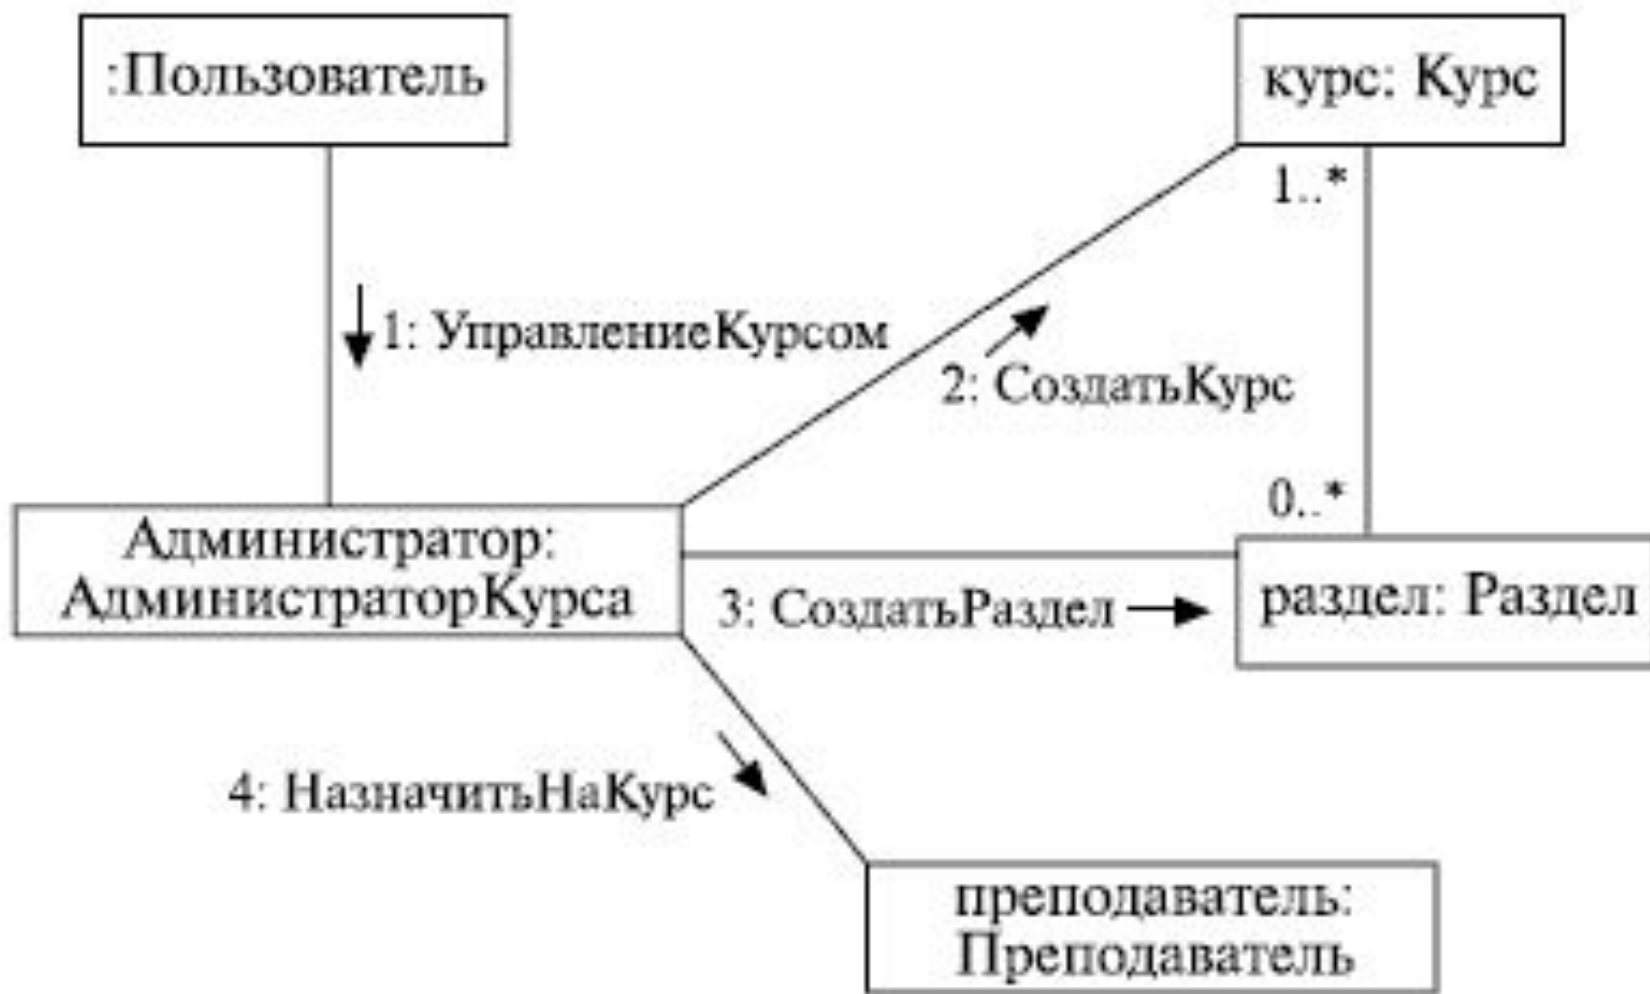 :Пользователь
курс: Курс
1..*
1: УправлениеКурсом
2: СоздатьКурс
0..*
Администратор:
АдминистраторКурса
3: СоздатьРаздел
раздел: Раздел
4: НазначитьНаКурс
преподаватель:
Преподаватель